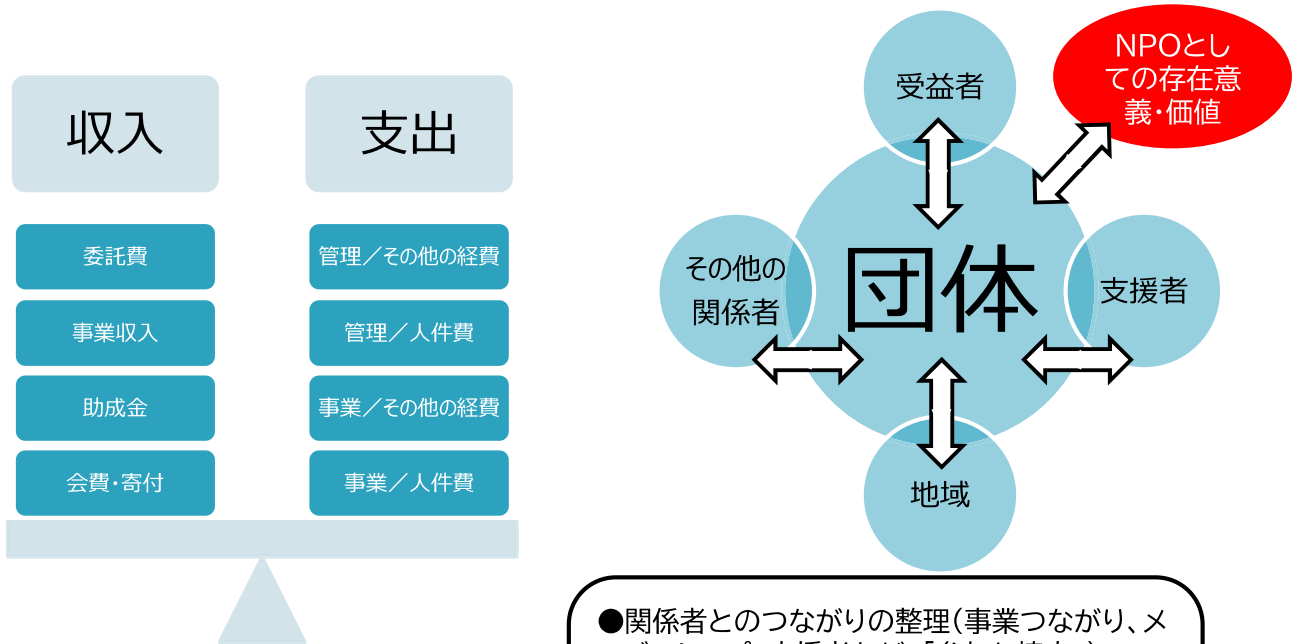 収入
支出
委託費
事業収入
助成金
会費・寄付
管理／その他の経費
管理／人件費
事業／その他の経費
事業／人件費
受益者
NPOとし
ての存在意
義・価値
その他の
関係者
団体
支援者
地域
●関係者とのつながりの整理（事業つながり、メ